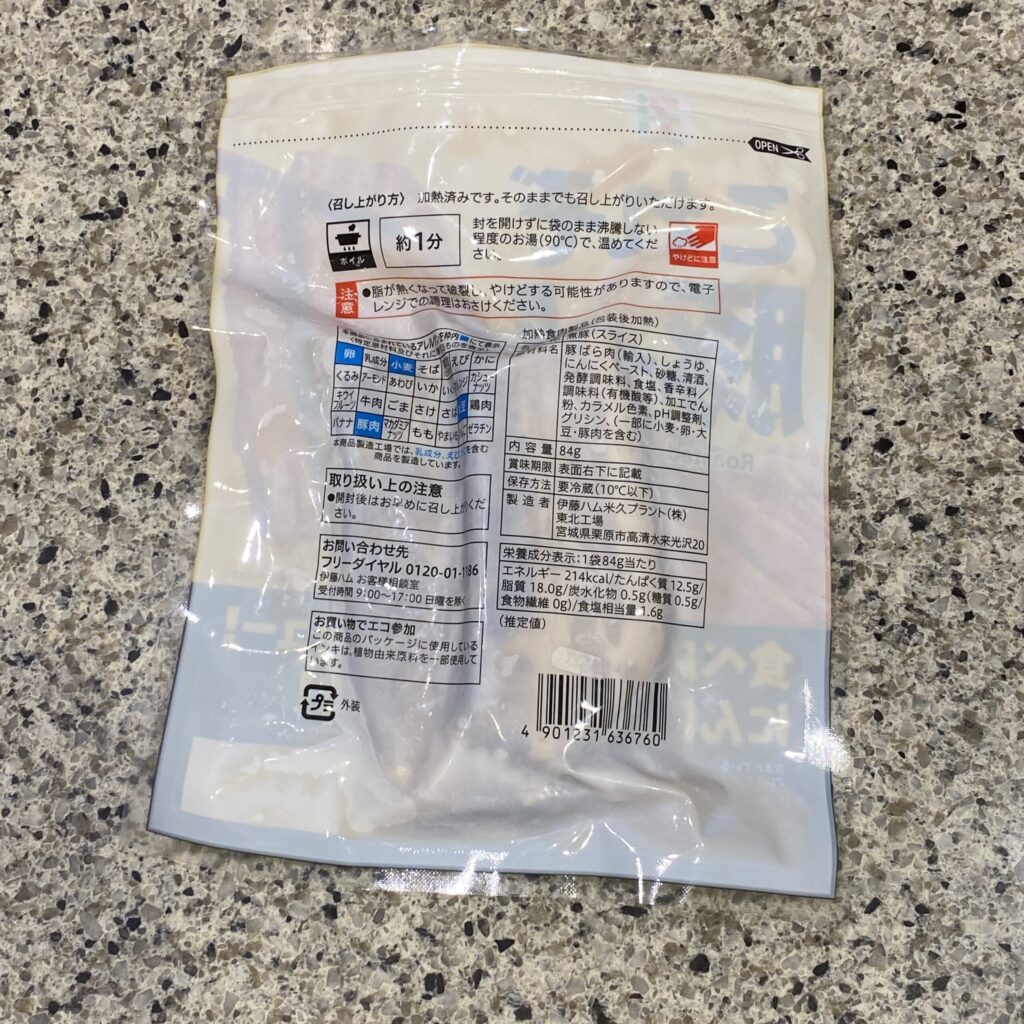 OPEN
〈召し上がり方〉 加熱済みです。そのままでも召し上がりいただけます。
ボイル
約1分
封を開けずに袋のまま沸騰しない
程度のお湯(90℃)で、温めてくだ
さい。
やけどに注意
注意
●脂が熱くなって破裂し、やけどする可能性がありますので、電子
レンジでの調理はおさけください。
卵 乳成分 小麦 そば えび かに
くるみ アーモンド あわび いか カシューナッツ
キウイフルーツ 牛肉 ごま さけ さば 鶏肉
バナナ 豚肉 マカダミアナッツ もも ゼラチン
本商品製造工場では、乳成分、えび を含む
商品を製造しています。
取り扱い上の注意
●開封後はお早めに召し上がりくだ
さい。
お問い合わせ先
フリーダイヤル 0120-01-1186
伊藤ハム お客様相談室
受付時間 9:00〜17:00 日曜を除く
お買い物でエコ参加
この商品のパッケージに使用している
インキは、植物由来原料を一部使用して
います。
プラ 外装
加熱食肉製品(包装後加熱)
煮豚(スライス)
豚ばら肉(輸入)、しょうゆ、
にんにくペースト、砂糖、清酒、
発酵調味料、食塩、香辛料/
調味料(有機酸等)、加工でん
粉、カラメル色素、pH調整剤、
グリシン、(一部に小麦・卵・大
豆・豚肉を含む)
内容量 84g
賞味期限 表面右下に記載
保存方法 要冷蔵(10℃以下)
製造者 伊藤ハム米久プラント(株)
東北工場
宮城県栗原市高清水来光沢20
栄養成分表示:1袋84g当たり
エネルギー 214kcal/たんぱく質 12.5g/
脂質 18.0g/炭水化物 0.5g(糖質 0.5g/
食物繊維 0g)/食塩相当量 1.6g
(推定値)
4 901231 636760